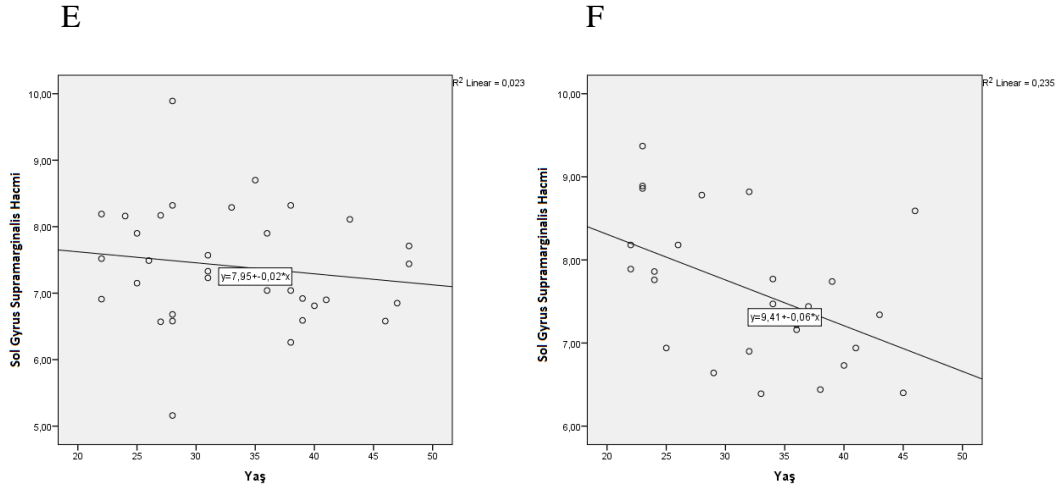 E
R² Linear = 0,023
Sol Gyrus Supramarginalis Hacmi
10,00
9,00
8,00
7,00
6,00
5,00
y=7,95+-0,02*x
20 25 30 35 40 45 50
Yaş
F
R² Linear = 0,235
Sol Gyrus Supramarginalis Hacmi
10,00
9,00
8,00
7,00
6,00
y=9,41+-0,06*x
20 25 30 35 40 45 50
Yaş